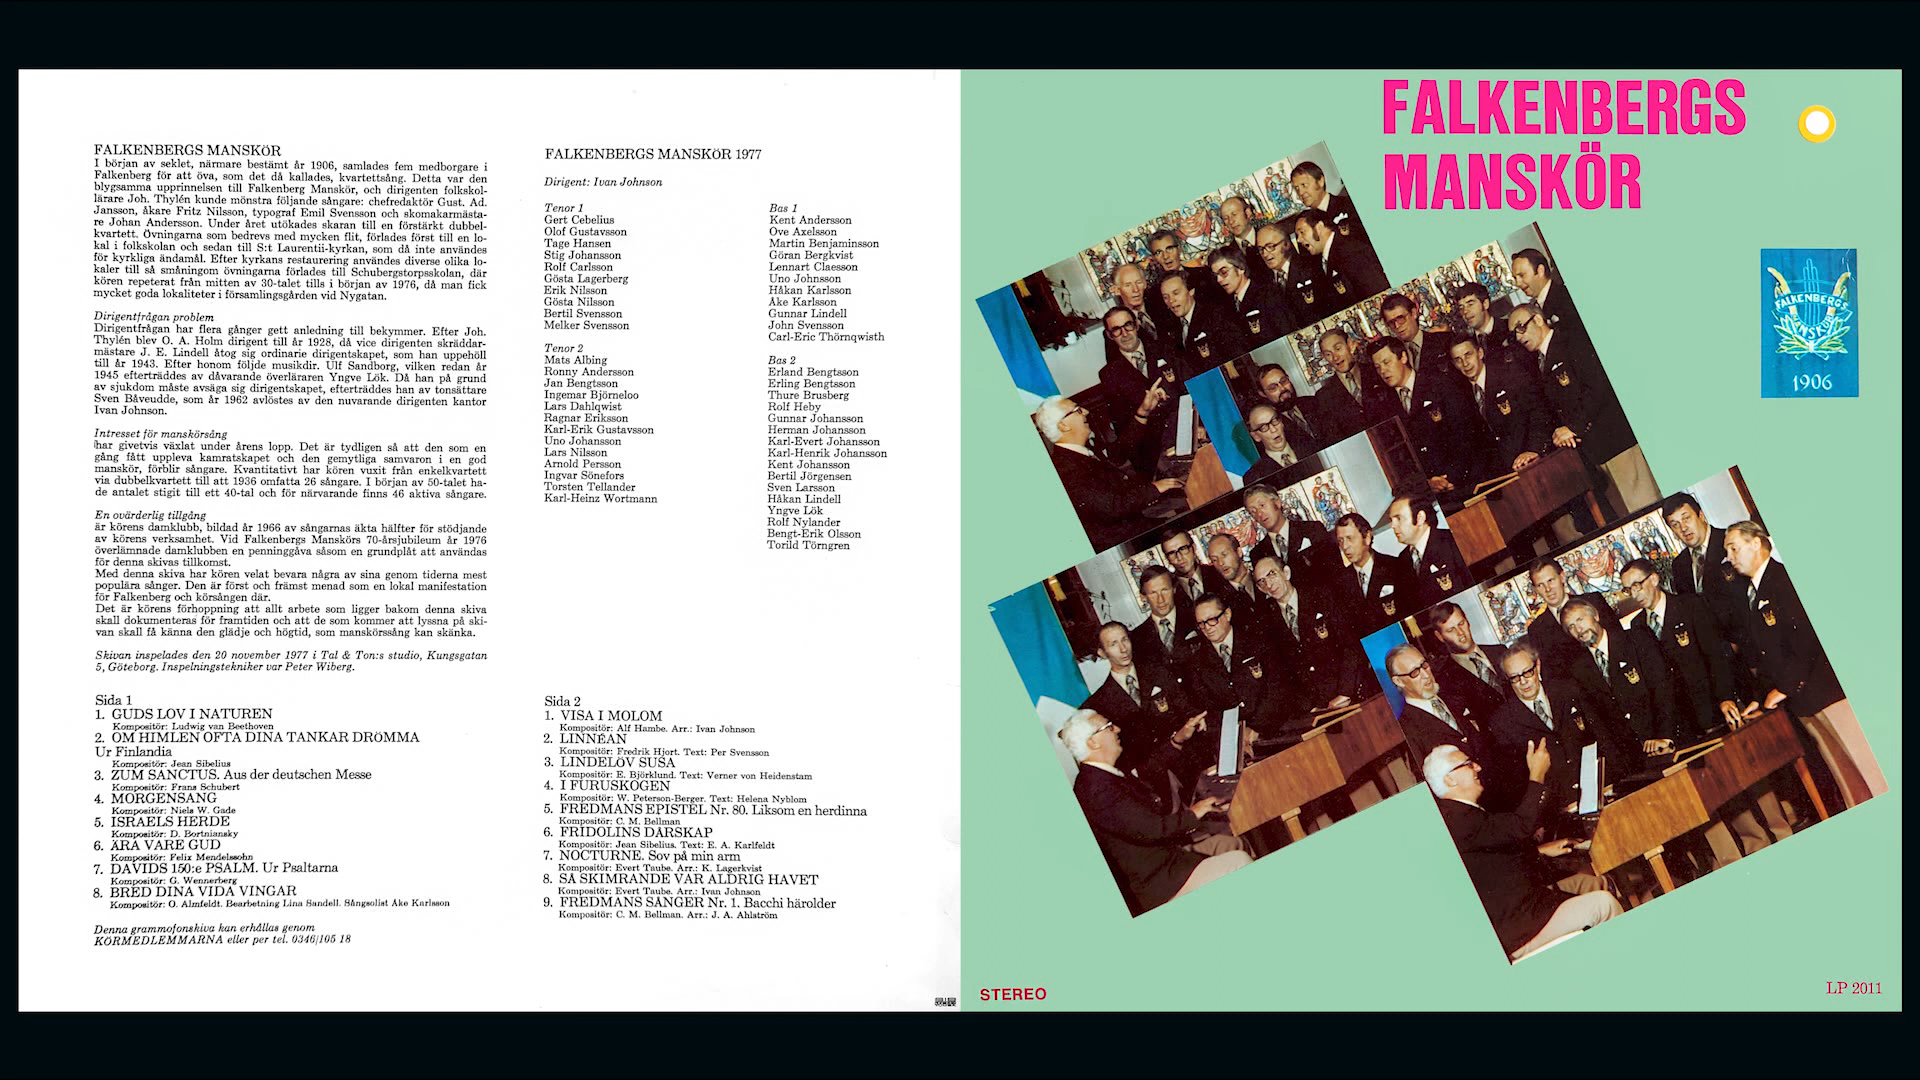 FALKENBERGS MANSKÖR
I början av seklet, närmare bestämt år 1906, samlades fem medborgare i
Falkenberg för att öva, som det då kallades, kvartettsång. Detta var den
blygsamma upprinnelsen till Falkenberg Manskör, och dirigenten folkskol-
lärare Joh. Thylén kunde mönstra följande sångare: chefredaktör Gust. Ad.
Jansson, åkare Fritz Nilsson, typograf Emil Svensson och skomakarmästa-
re Johan Andersson. Under året utökades skaran till en förstärkt dubbel-
kvartett. Övningarna som bedrevs med mycken flit, förlades först till en lo-
kal i folkskolan och sedan till S:t Laurentii-kyrkan, som då inte användes
för kyrkliga ändamål. Efter kyrkans restaurering användes diverse olika lo-
kaler till så småningom övningarna förlades till Schubergstorpsskolan, där
kören repeterat från mitten av 30-talet tills i början av 1976, då man fick
mycket goda lokaliteter i församlingsgården vid Nygatan.
Dirigentfrågan problem
Dirigentfrågan har flera gånger gett anledning till bekymmer. Efter Joh.
Thylén blev O. A. Holm dirigent till år 1928, då vice dirigenten skräddar-
mästare J. E. Lindell åtog sig ordinarie dirigentskapet, som han uppehöll
till år 1943. Efter honom följde musikdir. Ulf Sandborg, vilken redan år
1945 efterträddes av dåvarande överläraren Yngve Lök. Då han på grund
av sjukdom måste avsäga sig dirigentskapet, efterträddes han av tonsättare
Sven Båveudde, som år 1962 avlöstes av den nuvarande dirigenten kantor
Ivan Johnson.
Intresset för manskörsång
har givetvis växlat under årens lopp. Det är tydligen så att den som en
gång fått uppleva kamratskapet och den gemytliga samvaron i en god
manskör, förblir sångare. Kvantitativt har kören vuxit från enkelkvartett
via dubbelkvartett till att 1936 omfatta 26 sångare. I början av 50-talet ha-
de antalet stigit till ett 40-tal och för närvarande finns 46 aktiva sångare.
En ovärderlig tillgång
är körens damklubb, bildad år 1966 av sångarnas äkta hälfter för stödjande
av körens verksamhet. Vid Falkenbergs Manskörs 70-årsjubileum år 1976
överlämnade damklubben en penninggåva såsom en grundplåt att användas
för denna skivas tillkomst.
Med denna skiva har kören velat bevara några av sina genom tiderna mest
populära sånger. Den är först och främst menad som en lokal manifestation
för Falkenberg och körsången där.
Det är körens förhoppning att allt arbete som ligger bakom denna skiva
skall dokumenteras för framtiden och att de som kommer att lyssna på ski-
van skall få känna den glädje och högtid, som manskörssång kan skänka.
Skivan inspelades den 20 november 1977 i Tal & Ton:s studio, Kungsgatan
5, Göteborg. Inspelningstekniker var Peter Wiberg.
Sida 1
1. GUDS LOV I NATUREN
Kompositör: Ludwig van Beethoven
2. OM HIMLEN OFTA DINA TANKAR DRÖMMA
Ur Finlandia
Kompositör: Jean Sibelius
3. ZUM SANCTUS. Aus der deutschen Messe
Kompositör: Frans Schubert
4. MORGENSANG
Kompositör: Niels W. Gade
5. ISRAELS HERDE
Kompositör: D. Bortniansky
6. ÄRA VARE GUD
Kompositör: Felix Mendelssohn
7. DAVIDS 150:e PSALM. Ur Psaltarna
Kompositör: G. Wennerberg
8. BRED DINA VIDA VINGAR
Kompositör: O. Almfeldt. Bearbetning Lina Sandell. Sångsolist Åke Karlsson
Denna grammofonskiva kan erhållas genom
KÖRMEDLEMMARNA eller per tel. 0346/105 18
FALKENBERGS MANSKÖR 1977
Dirigent: Ivan Johnson
Tenor 1
Gert Cebelius
Olof Gustavsson
Tage Hansen
Stig Johansson
Rolf Carlsson
Gösta Lagerberg
Erik Nilsson
Gösta Nilsson
Bertil Svensson
Melker Svensson
Tenor 2
Mats Albing
Ronny Andersson
Jan Bengtsson
Ingemar Björneloo
Lars Dahlqwist
Ragnar Eriksson
Karl-Erik Gustavsson
Uno Johansson
Lars Nilsson
Arnold Persson
Ingvar Sönefors
Torsten Tellander
Karl-Heinz Wortmann
Bas 1
Kent Andersson
Ove Axelsson
Martin Benjaminsson
Göran Bergkvist
Lennart Claesson
Uno Johnsson
Håkan Karlsson
Åke Karlsson
Gunnar Lindell
John Svensson
Carl-Eric Thörnqwisth
Bas 2
Erland Bengtsson
Erling Bengtsson
Thure Brusberg
Rolf Heby
Gunnar Johansson
Herman Johansson
Karl-Evert Johansson
Karl-Henrik Johansson
Kent Johansson
Bertil Jörgensen
Sven Larsson
Håkan Lindell
Yngve Lök
Rolf Nylander
Bengt-Erik Olsson
Torild Törngren
Sida 2
1. VISA I MOLOM
Kompositör: Alf Hambe. Arr.: Ivan Johnson
2. LINNÉAN
Kompositör: Fredrik Hjort. Text: Per Svensson
3. LINDELÖV SUSA
Kompositör: E. Björklund. Text: Verner von Heidenstam
4. I FURUSKOGEN
Kompositör: W. Peterson-Berger. Text: Helena Nyblom
5. FREDMANS EPISTEL Nr. 80. Liksom en herdinna
Kompositör: C. M. Bellman
6. FRIDOLINS DÅRSKAP
Kompositör: Jean Sibelius. Text: E. A. Karlfeldt
7. NOCTURNE. Sov på min arm
Kompositör: Evert Taube. Arr.: K. Lagerkvist
8. SÅ SKIMRANDE VAR ALDRIG HAVET
Kompositör: Evert Taube. Arr.: Ivan Johnson
9. FREDMANS SÅNGER Nr. 1. Bacchi härolder
Kompositör: C. M. Bellman. Arr.: J. A. Ahlström
FALKENBERGS
MANSKÖR
FALKENBERGS
MANSKÖR
1906
STEREO
LP 2011